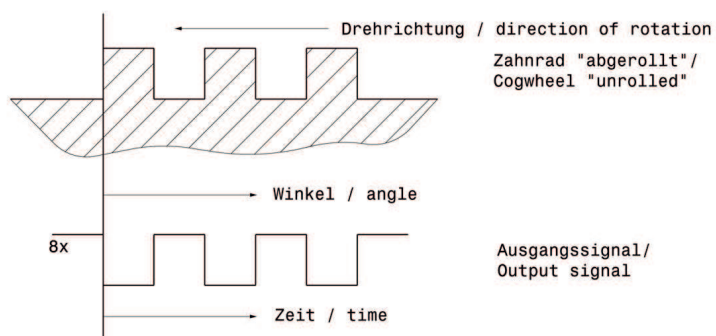 Drehrichtung / direction of rotation
Zahnrad "abgerollt"/
Cogwheel "unrolled"
Winkel / angle
8x
Ausgangssignal/
Output signal
Zeit / time